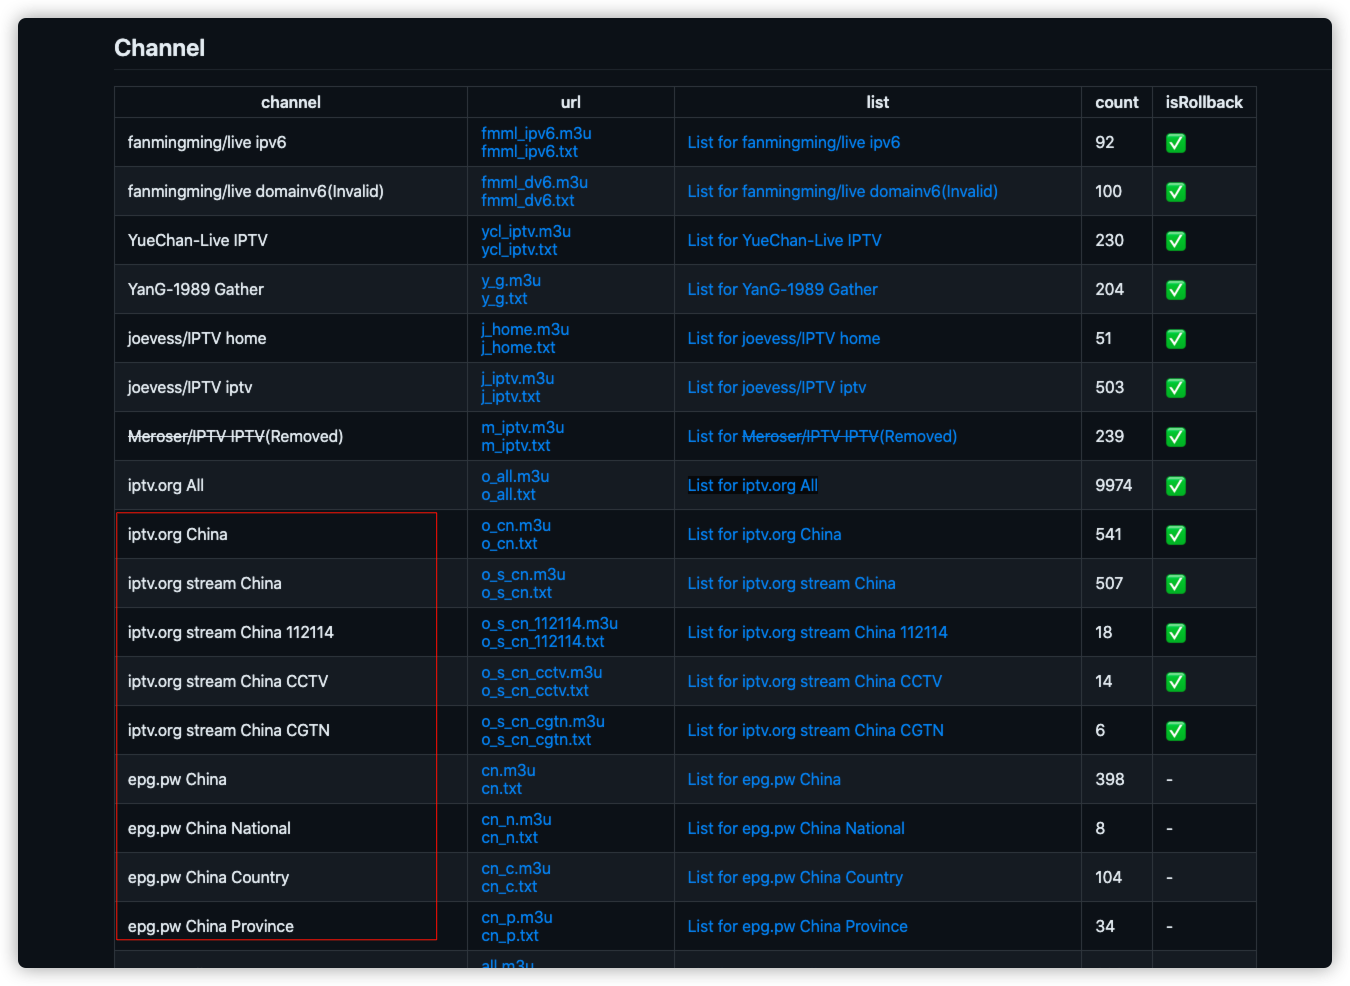 Channel
channel url list count isRollback
fanmingming/live ipv6 fmml_ipv6.m3u fmml_ipv6.txt List for fanmingming/live ipv6 92
fanmingming/live domainv6(Invalid) fmml_dv6.m3u fmml_dv6.txt List for fanmingming/live domainv6(Invalid) 100
YueChan-Live IPTV ycl_iptv.m3u ycl_iptv.txt List for YueChan-Live IPTV 230
YanG-1989 Gather y_g.m3u y_g.txt List for YanG-1989 Gather 204
joevess/IPTV home j_home.m3u j_home.txt List for joevess/IPTV home 51
joevess/IPTV iptv j_iptv.m3u j_iptv.txt List for joevess/IPTV iptv 503
Meroser/IPTV IPTV(Removed) m_iptv.m3u m_iptv.txt List for Meroser/IPTV IPTV(Removed) 239
iptv.org All o_all.m3u o_all.txt List for iptv.org All 9974
iptv.org China o_cn.m3u o_cn.txt List for iptv.org China 541
iptv.org stream China o_s_cn.m3u o_s_cn.txt List for iptv.org stream China 507
iptv.org stream China 112114 o_s_cn_112114.m3u o_s_cn_112114.txt List for iptv.org stream China 112114 18
iptv.org stream China CCTV o_s_cn_cctv.m3u o_s_cn_cctv.txt List for iptv.org stream China CCTV 14
iptv.org stream China CGTN o_s_cn_cgtn.m3u o_s_cn_cgtn.txt List for iptv.org stream China CGTN 6
epg.pw China cn.m3u cn.txt List for epg.pw China 398 -
epg.pw China National cn_n.m3u cn_n.txt List for epg.pw China National 8 -
epg.pw China Country cn_c.m3u cn_c.txt List for epg.pw China Country 104 -
epg.pw China Province cn_p.m3u cn_p.txt List for epg.pw China Province 34 -
all.m3u